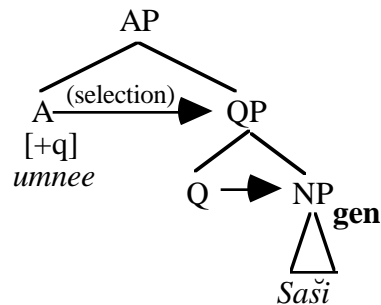 AP
(selection)
A QP
[+q]
umnee
Q NP
gen
Saši